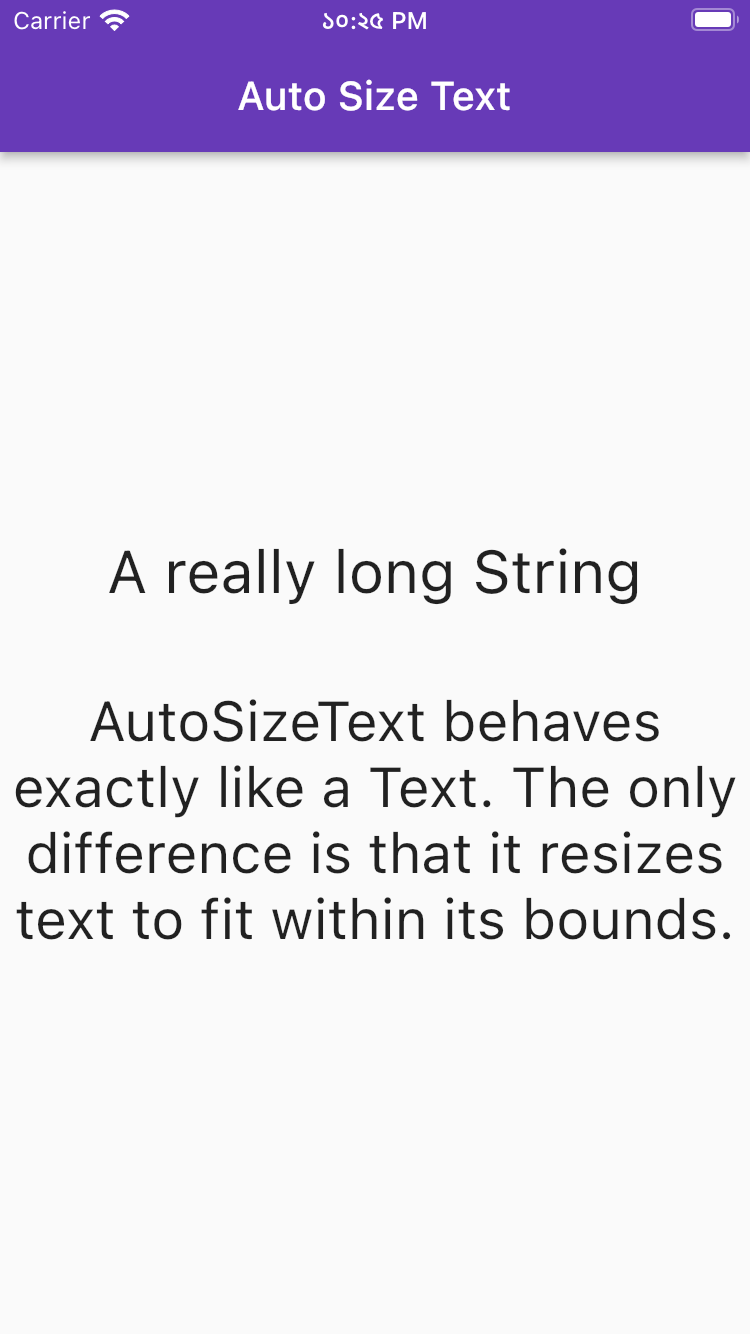 Carrier
১০:২৫ PM
Auto Size Text
A really long String
AutoSizeText behaves
exactly like a Text. The only
difference is that it resizes
text to fit within its bounds.